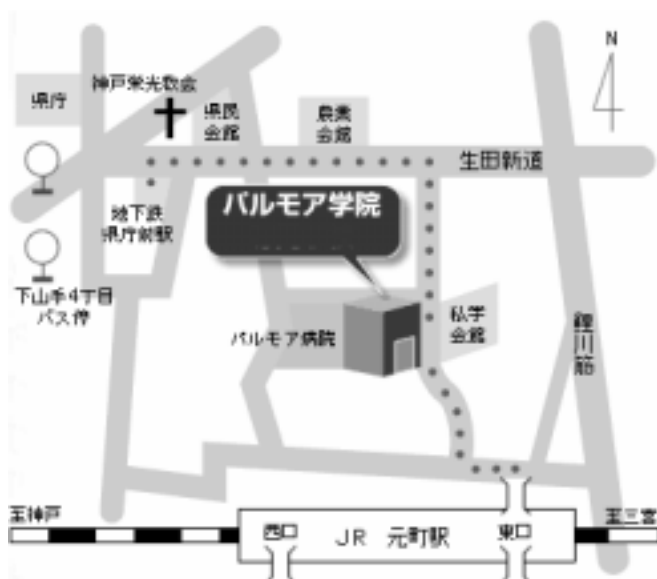 N
神戸栄光教会
県庁
県民
会館
農業
会館
生田新道
地下鉄
県庁前駅
パルモア学院
下山手4丁目
バス停
パルモア病院
私学
会館
鯉川筋
至神戸
西口
JR 元町駅
東口
至三宮